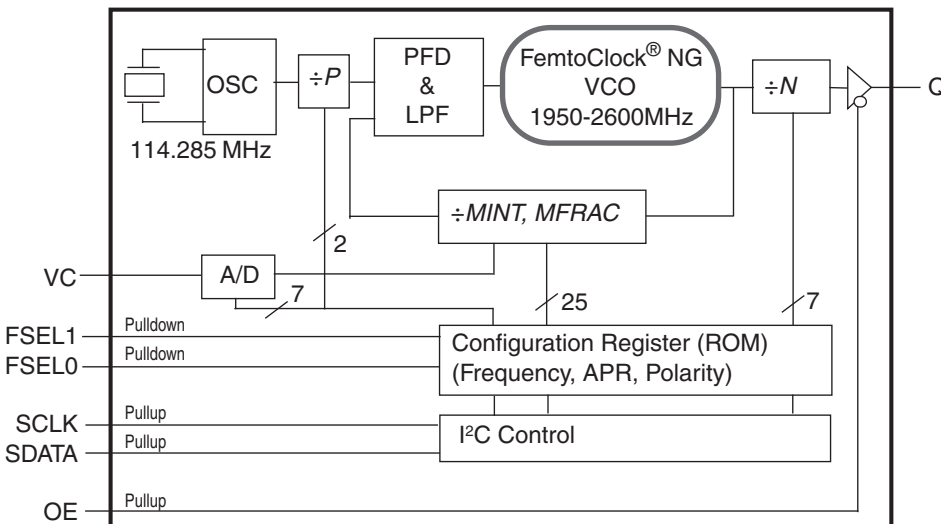 OSC
÷P
PFD
&
LPF
FemtoClock® NG
VCO
1950-2600MHz
÷N
Q
114.285 MHz
÷MINT, MFRAC
2
VC
A/D
7
25
7
FSEL1
Pulldown
FSEL0
Pulldown
Configuration Register (ROM)
(Frequency, APR, Polarity)
SCLK
Pullup
SDATA
Pullup
I²C Control
OE
Pullup